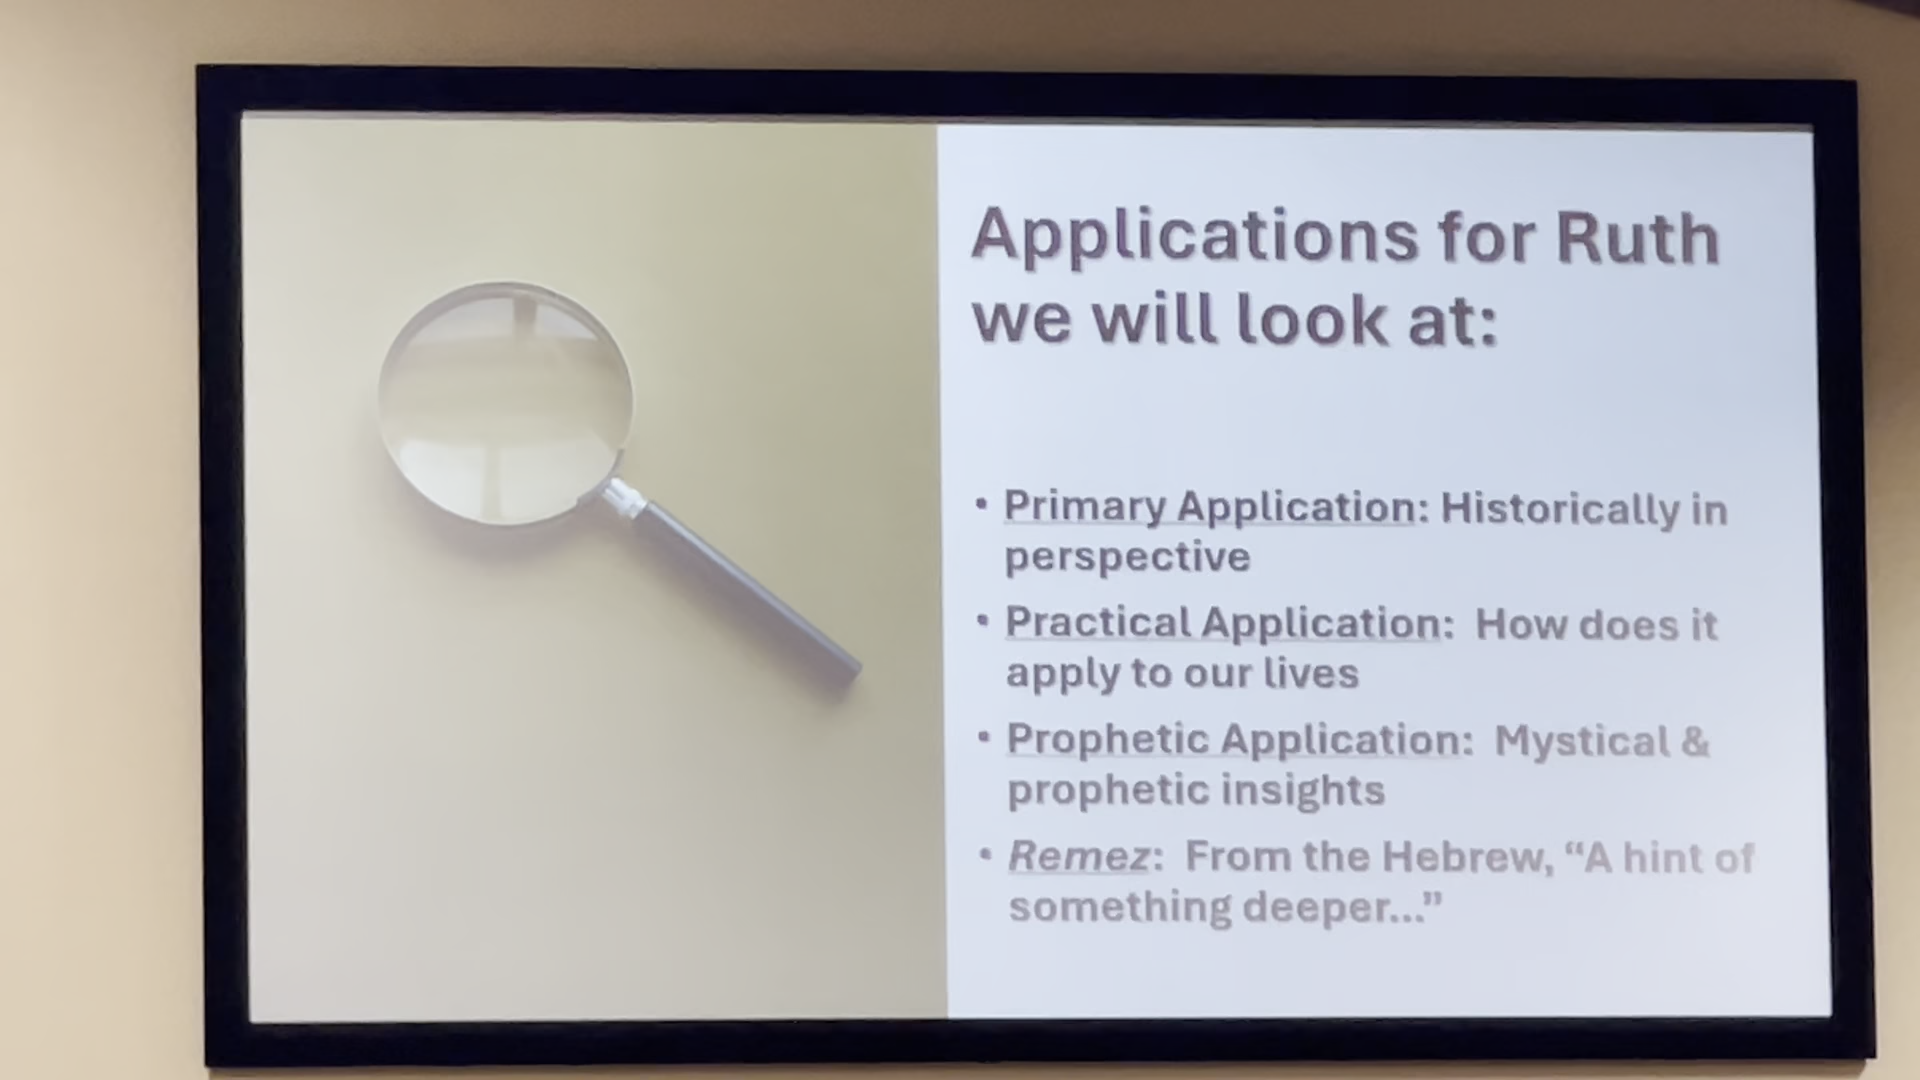 Applications for Ruth
we will look at:
• Primary Application: Historically in
perspective
• Practical Application: How does it
apply to our lives
• Prophetic Application: Mystical &
prophetic insights
• Remez: From the Hebrew, “A hint of
something deeper...”